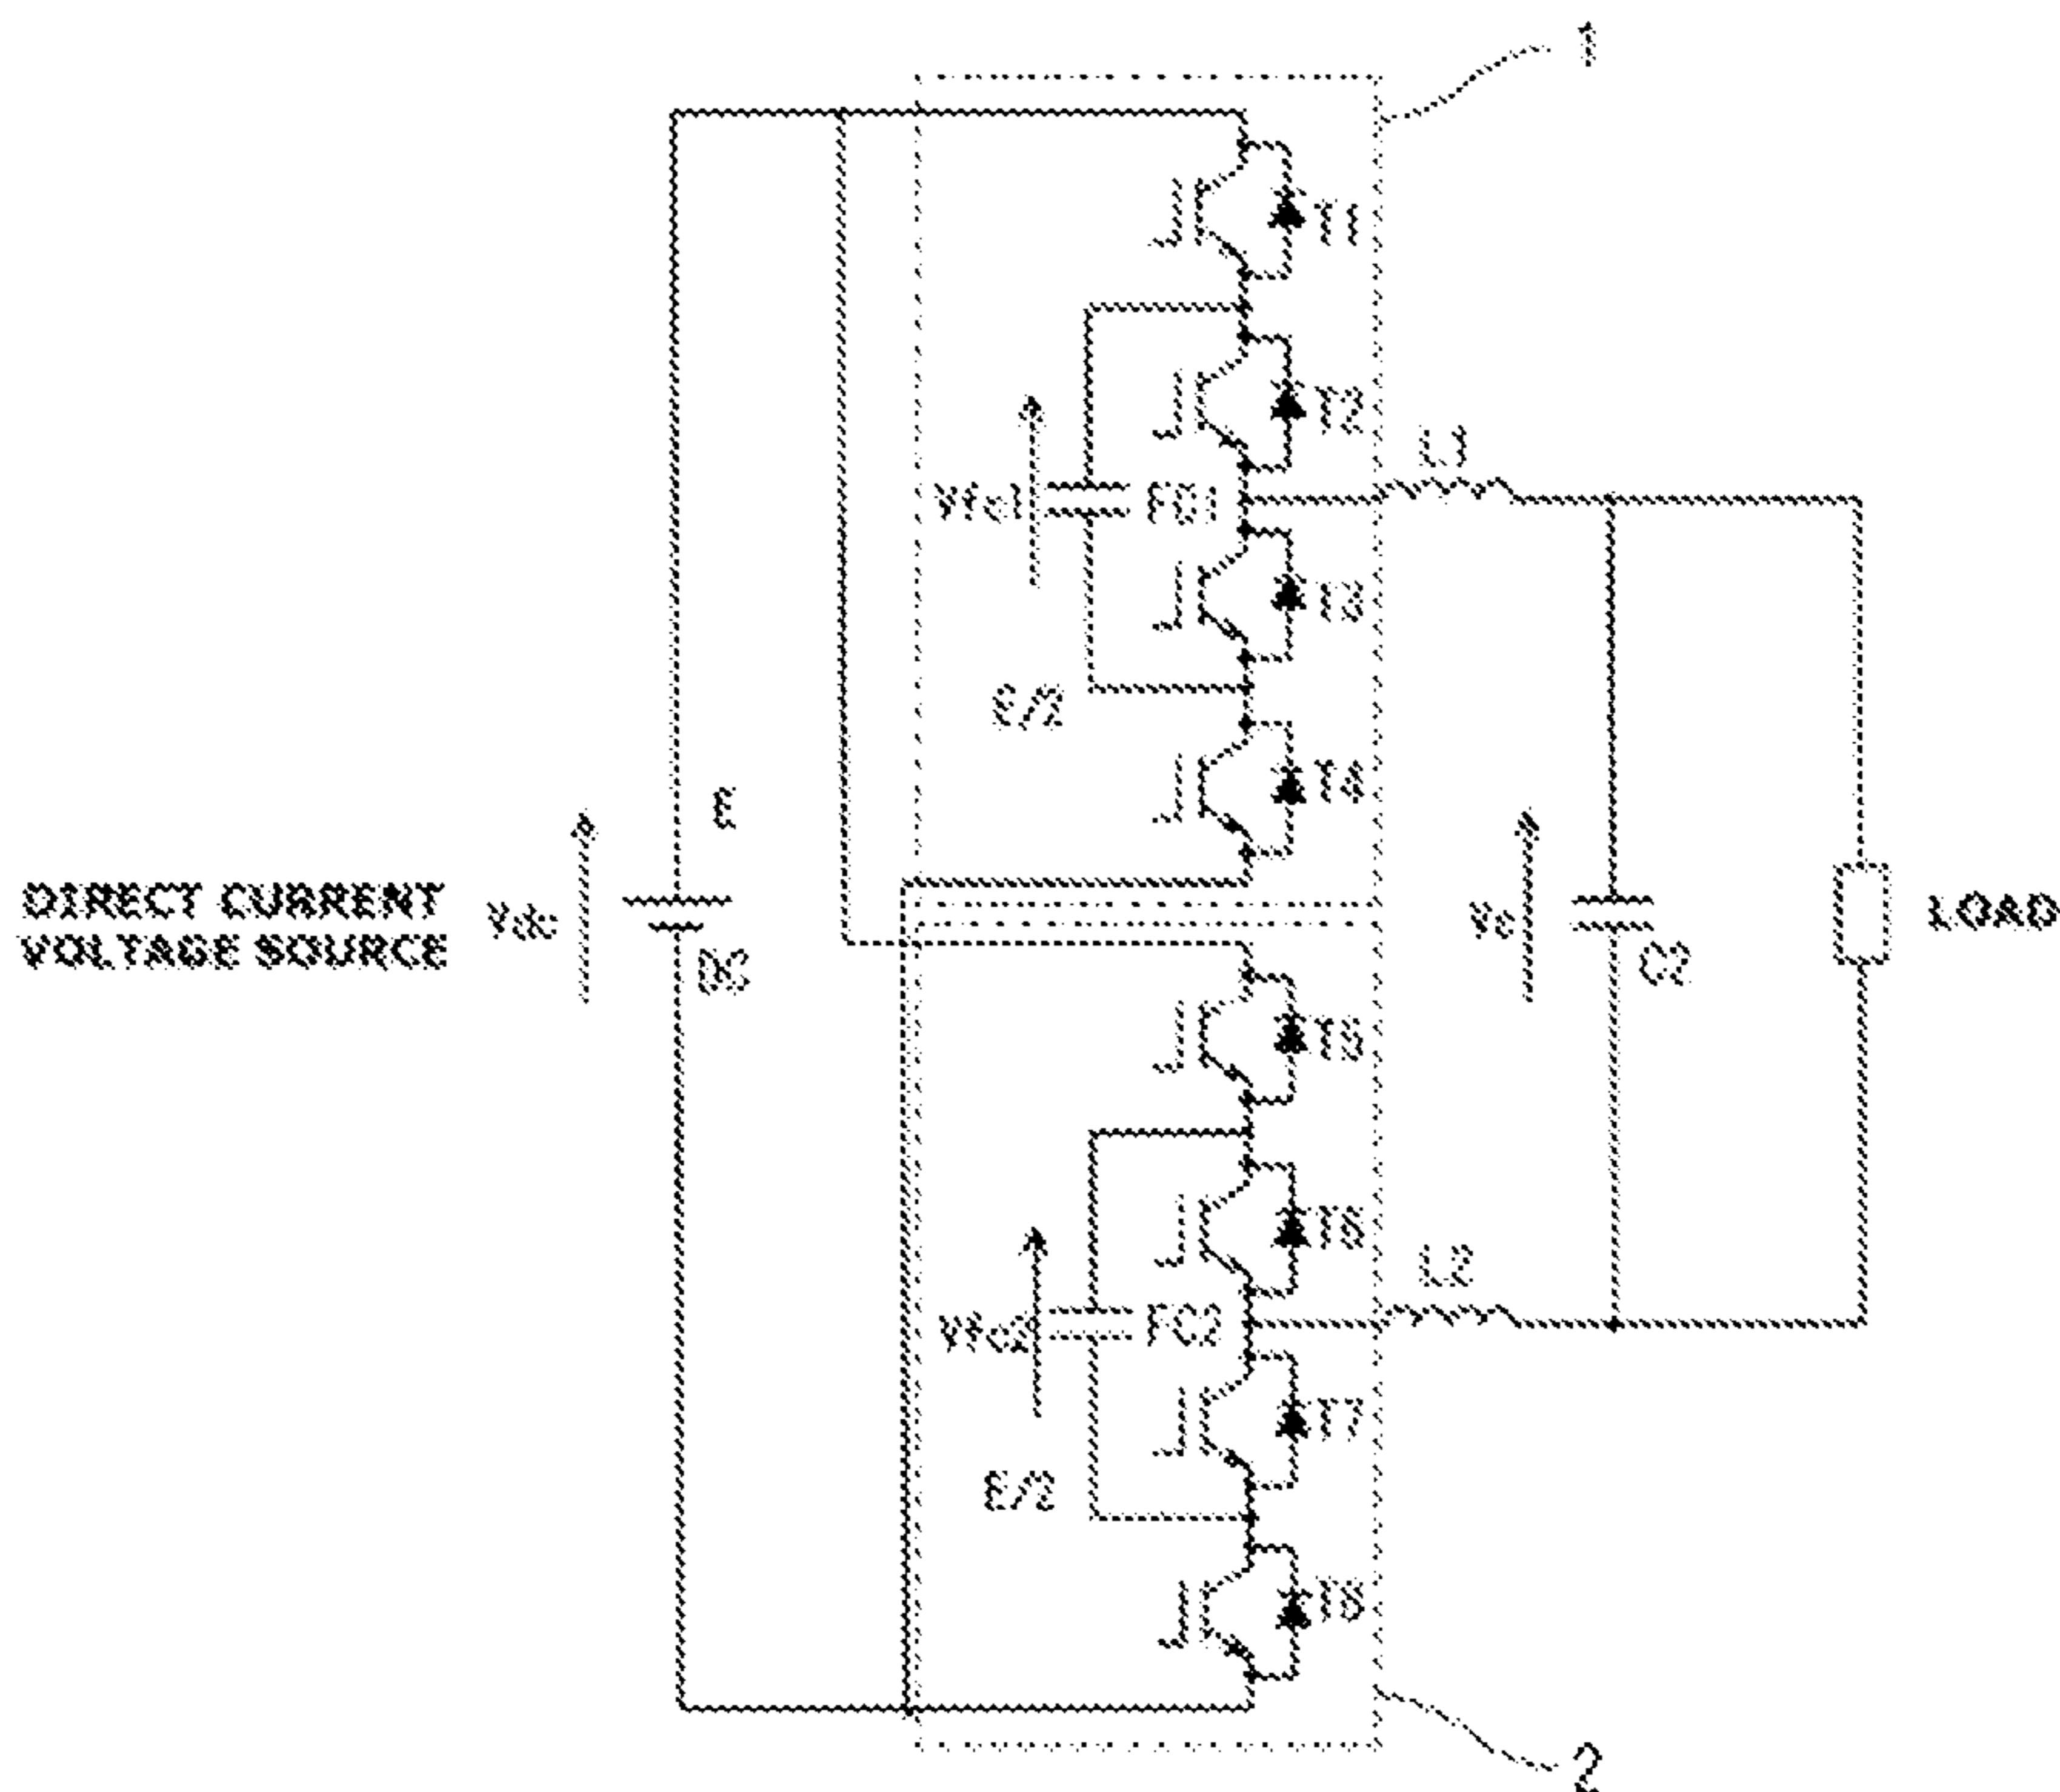 1
T1
T2
L1
Vfc1
FC1
T3
E/2
T4
E
DIRECT CURRENT
VOLTAGE SOURCE
Vdc
DC
Vc
C2
LOAD
T5
T6
L2
Vfc2
FC2
T7
E/2
T8
2